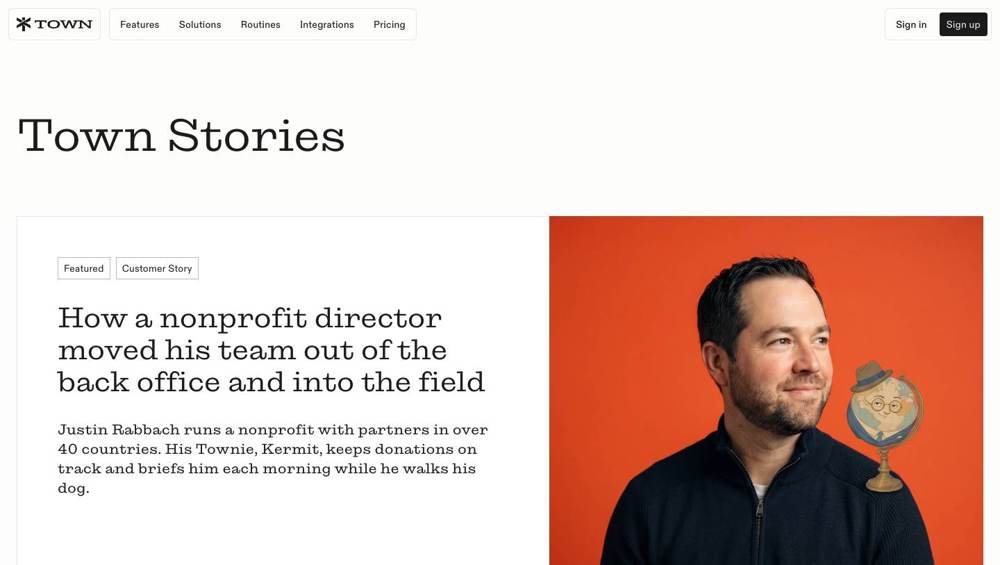 TOWN
Features
Solutions
Routines
Integrations
Pricing
Sign in
Sign up
Town Stories
Featured
Customer Story
How a nonprofit director
moved his team out of the
back office and into the field
Justin Rabbach runs a nonprofit with partners in over
40 countries. His Townie, Kermit, keeps donations on
track and briefs him each morning while he walks his
dog.